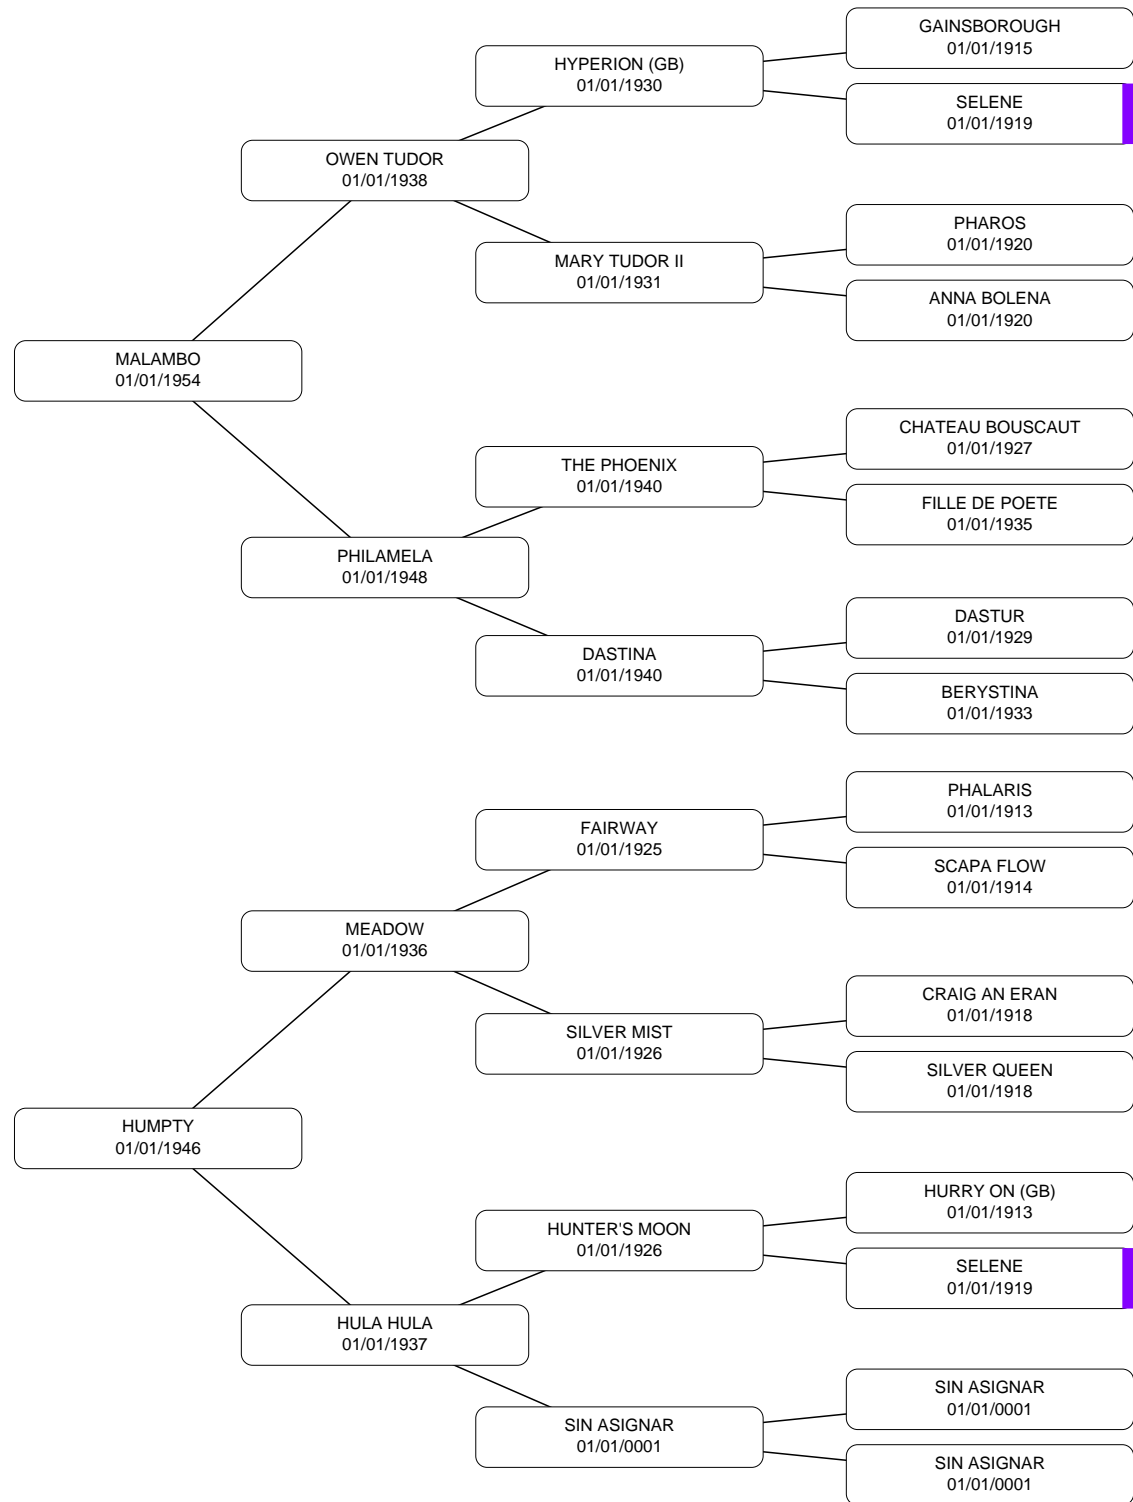 GAINSBOROUGH
01/01/1915
HYPERION (GB)
01/01/1930
SELENE
01/01/1919
OWEN TUDOR
01/01/1938
PHAROS
01/01/1920
MARY TUDOR II
01/01/1931
ANNA BOLENA
01/01/1920
MALAMBO
01/01/1954
CHATEAU BOUSCAUT
01/01/1927
THE PHOENIX
01/01/1940
FILLE DE POETE
01/01/1935
PHILAMELA
01/01/1948
DASTUR
01/01/1929
DASTINA
01/01/1940
BERYSTINA
01/01/1933
PHALARIS
01/01/1913
FAIRWAY
01/01/1925
SCAPA FLOW
01/01/1914
MEADOW
01/01/1936
CRAIG AN ERAN
01/01/1918
SILVER MIST
01/01/1926
SILVER QUEEN
01/01/1918
HUMPTY
01/01/1946
HURRY ON (GB)
01/01/1913
HUNTER'S MOON
01/01/1926
SELENE
01/01/1919
HULA HULA
01/01/1937
SIN ASIGNAR
01/01/0001
SIN ASIGNAR
01/01/0001
SIN ASIGNAR
01/01/0001